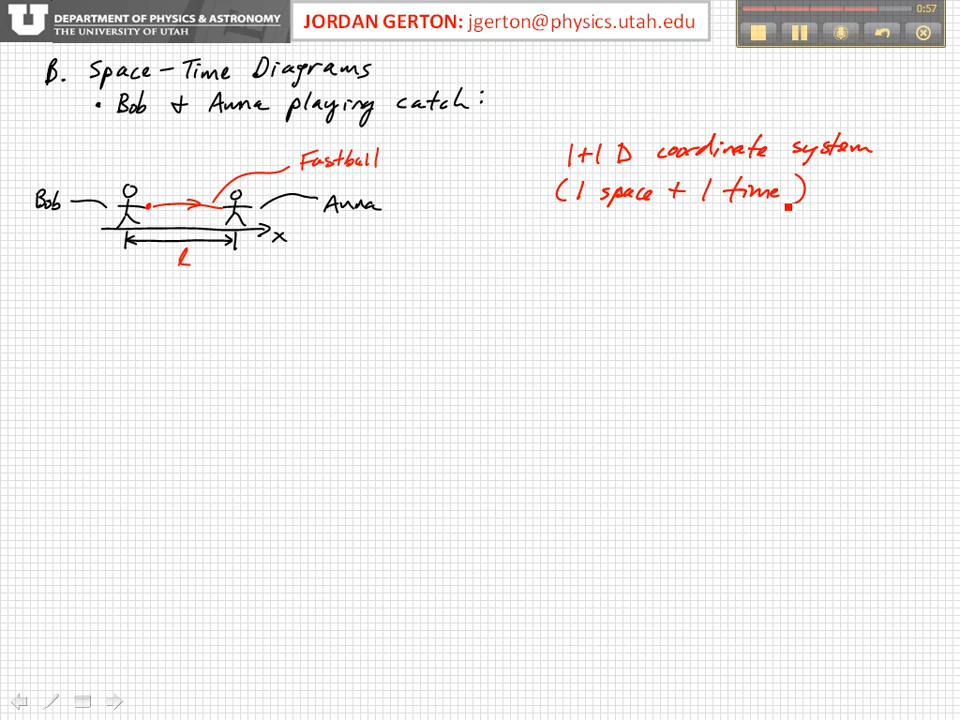 DEPARTMENT OF PHYSICS & ASTRONOMY
THE UNIVERSITY OF UTAH
JORDAN GERTON: jgerton@physics.utah.edu
0:57
B. Space-Time Diagrams
• Bob + Anna playing catch:
Fastball
1+1 D coordinate system
(1 space + 1 time)
Bob
Anna
x
l